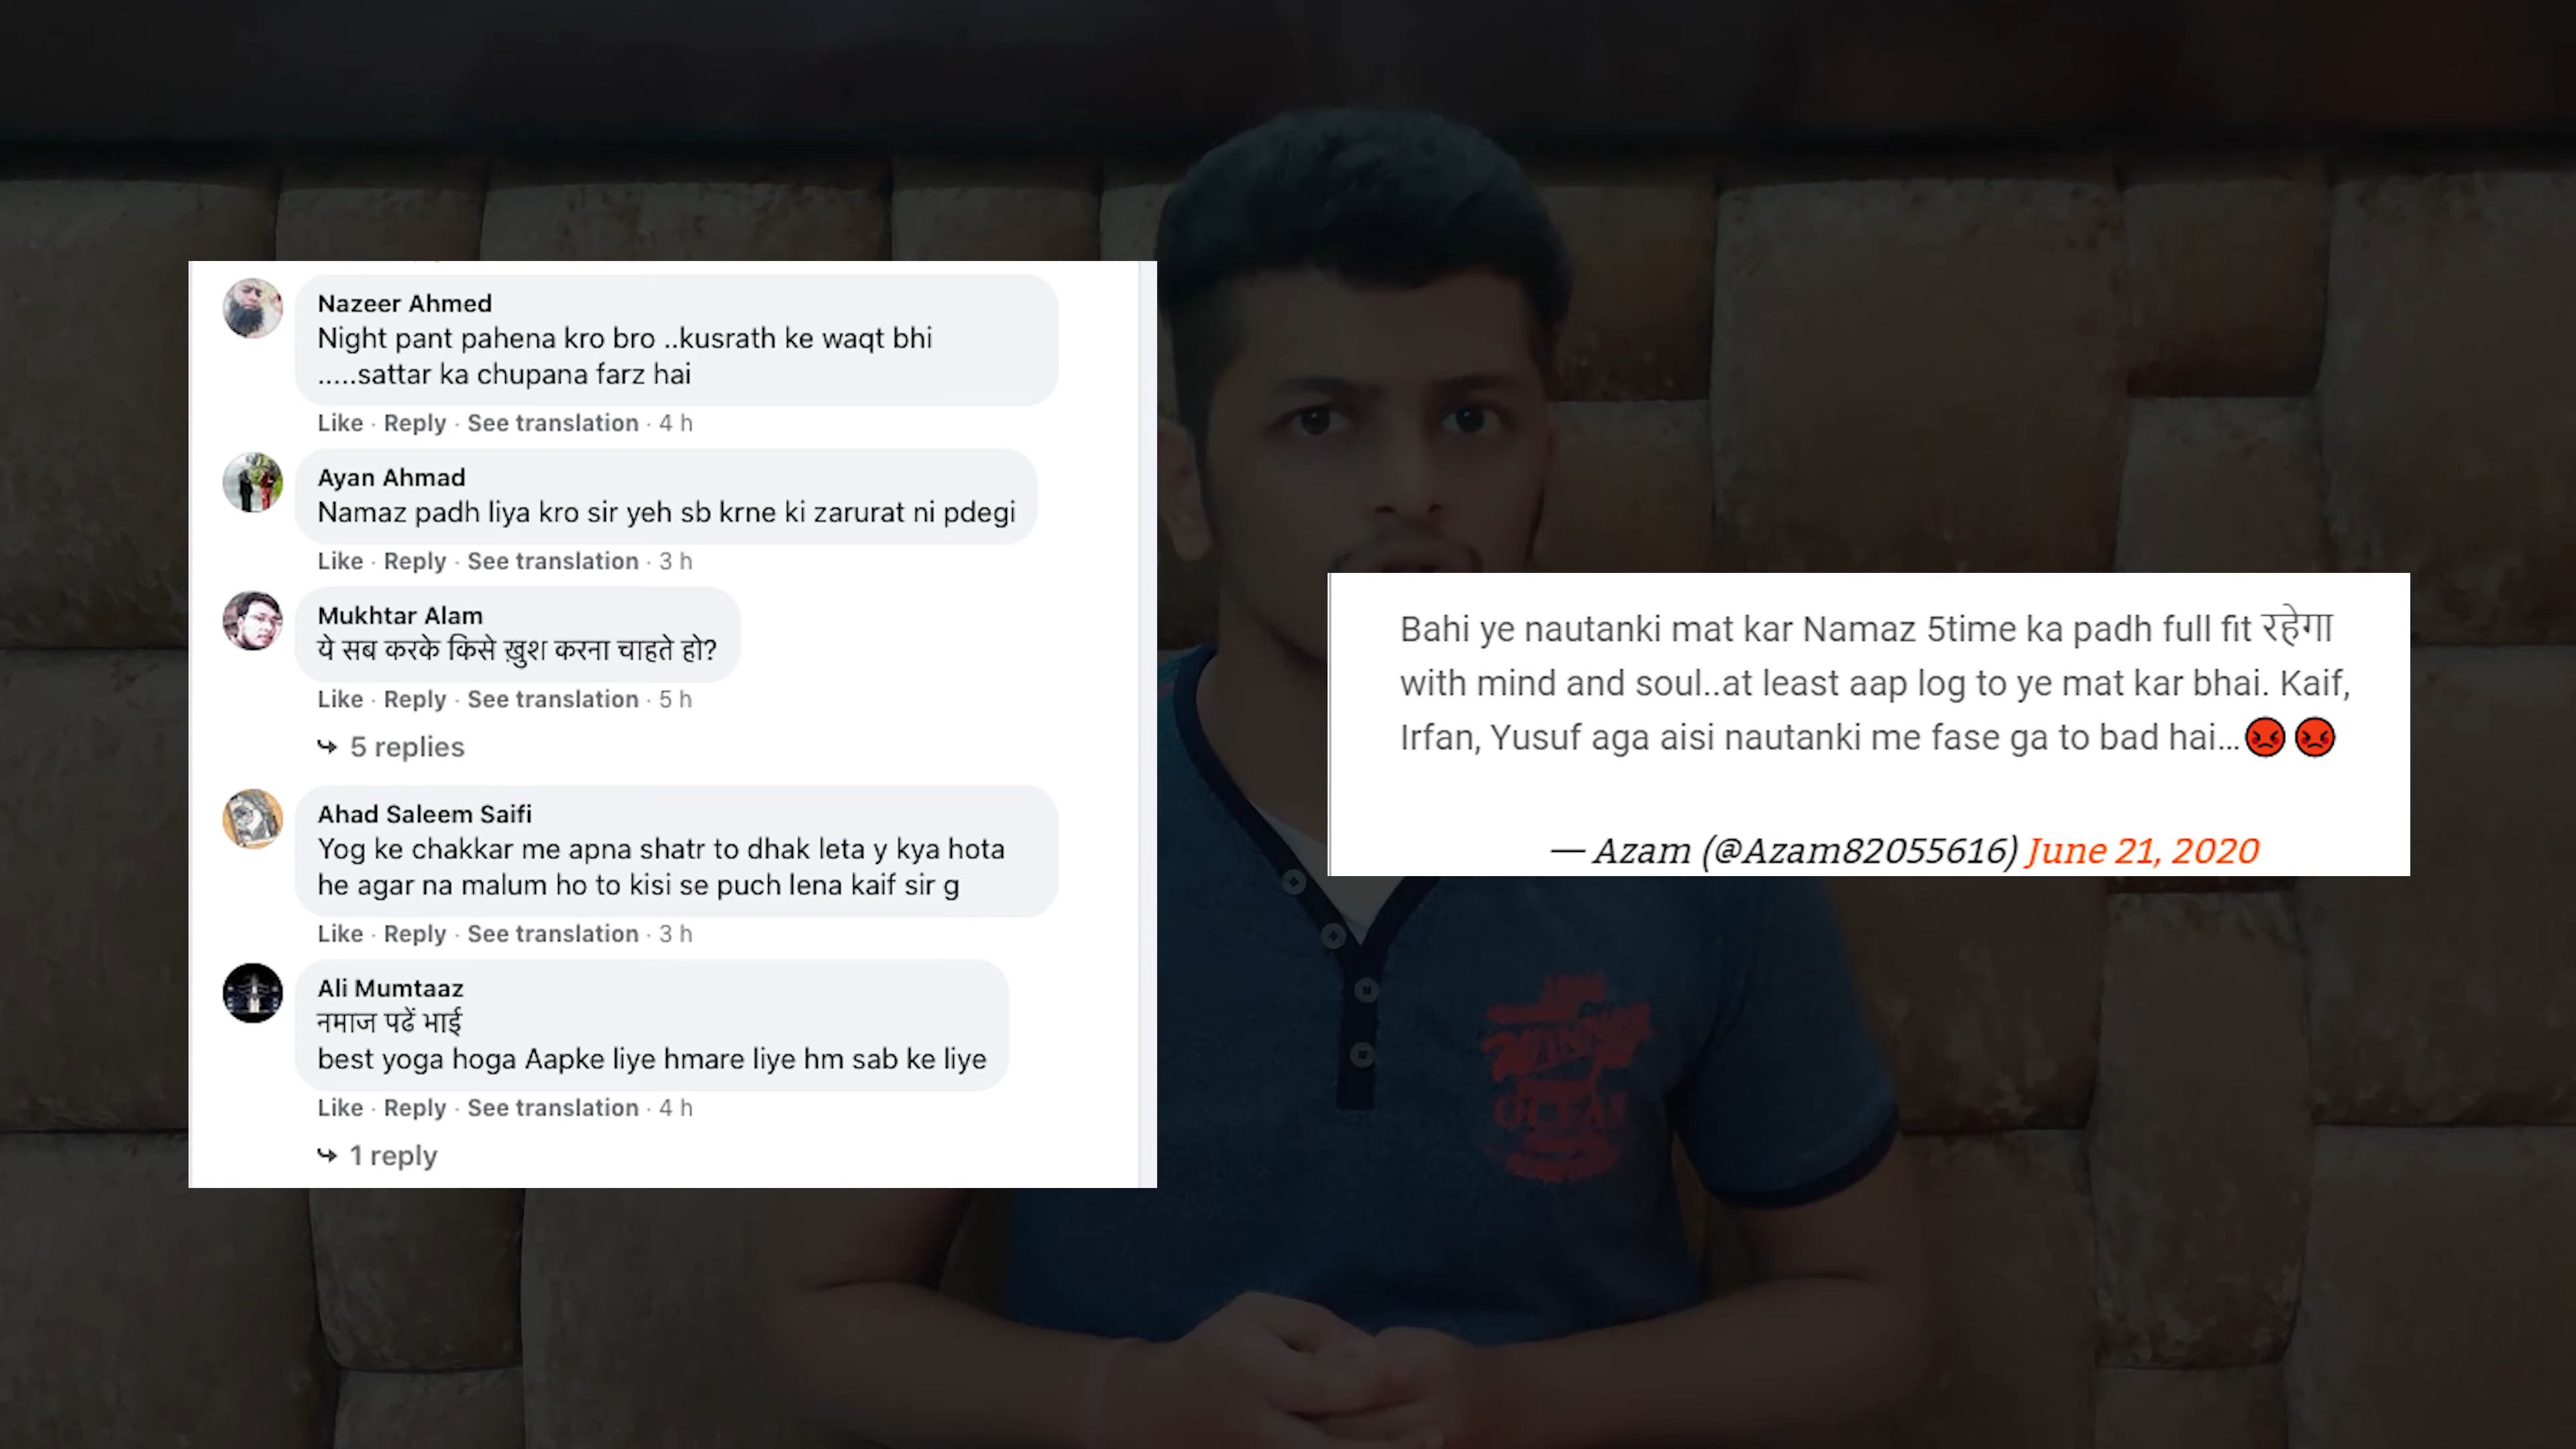 Nazeer Ahmed
Night pant pahena kro bro ..kusrath ke waqt bhi
.....sattar ka chupana farz hai
Like · Reply · See translation · 4 h
Ayan Ahmad
Namaz padh liya kro sir yeh sb krne ki zarurat ni pdegi
Like · Reply · See translation · 3 h
Mukhtar Alam
ये सब करके किसे ख़ुश करना चाहते हो?
Like · Reply · See translation · 5 h
5 replies
Ahad Saleem Saifi
Yog ke chakkar me apna shatr to dhak leta y kya hota
he agar na malum ho to kisi se puch lena kaif sir g
Like · Reply · See translation · 3 h
Ali Mumtaaz
नमाज पढें भाई
best yoga hoga Aapke liye hmare liye hm sab ke liye
Like · Reply · See translation · 4 h
1 reply
Bahi ye nautanki mat kar Namaz 5time ka padh full fit रहेगा
with mind and soul..at least aap log to ye mat kar bhai. Kaif,
Irfan, Yusuf aga aisi nautanki me fase ga to bad hai...😡😡
— Azam (@Azam82055616) June 21, 2020